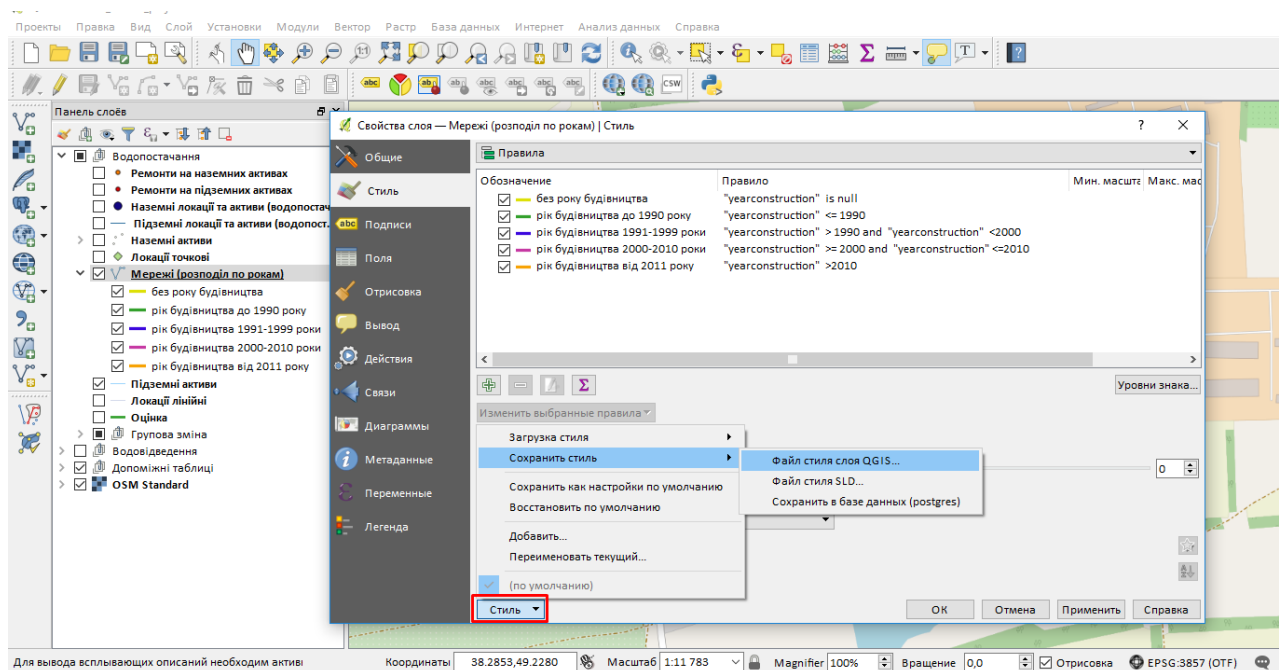 Проекты Правка Вид Слой Установки Модули Вектор Растр База данных Интернет Анализ данных Справка
Панель слоёв
Водопостачання
Ремонти на наземних активах
Ремонти на підземних активах
Наземні локації та активи (водопостач
Підземні локації та активи (водопост.
Наземні активи
Локації точкові
Мережі (розподіл по рокам)
без року будівництва
рік будівництва до 1990 року
рік будівництва 1991-1999 роки
рік будівництва 2000-2010 роки
рік будівництва від 2011 року
Підземні активи
Локації лінійні
Оцінка
Групова зміна
Водовідведення
Допоміжні таблиці
OSM Standard
Свойства слоя — Мережі (розподіл по рокам) | Стиль
? X
Общие
Стиль
Подписи
Поля
Отрисовка
Вывод
Действия
Связи
Диаграммы
Метаданные
Переменные
Легенда
Правила
Обозначение Правило Мин. масштε Макс. мас
без року будівництва "yearconstruction" is null
рік будівництва до 1990 року "yearconstruction" <= 1990
рік будівництва 1991-1999 роки "yearconstruction" > 1990 and "yearconstruction" <2000
рік будівництва 2000-2010 роки "yearconstruction" >= 2000 and "yearconstruction" <=2010
рік будівництва від 2011 року "yearconstruction" >2010
Уровни знака...
Изменить выбранные правила
Загрузка стиля
Сохранить стиль
Сохранить как настройки по умолчанию
Восстановить по умолчанию
Добавить...
Переименовать текущий...
(по умолчанию)
Файл стиля слоя QGIS...
Файл стиля SLD...
Сохранить в базе данных (postgres)
0
Стиль
ОК Отмена Применить Справка
Для вывода всплывающих описаний необходим активі Координаты 38.2853,49.2280 Масштаб 1:11 783 Magnifier 100% Вращение 0,0 Отрисовка EPSG:3857 (OTF)